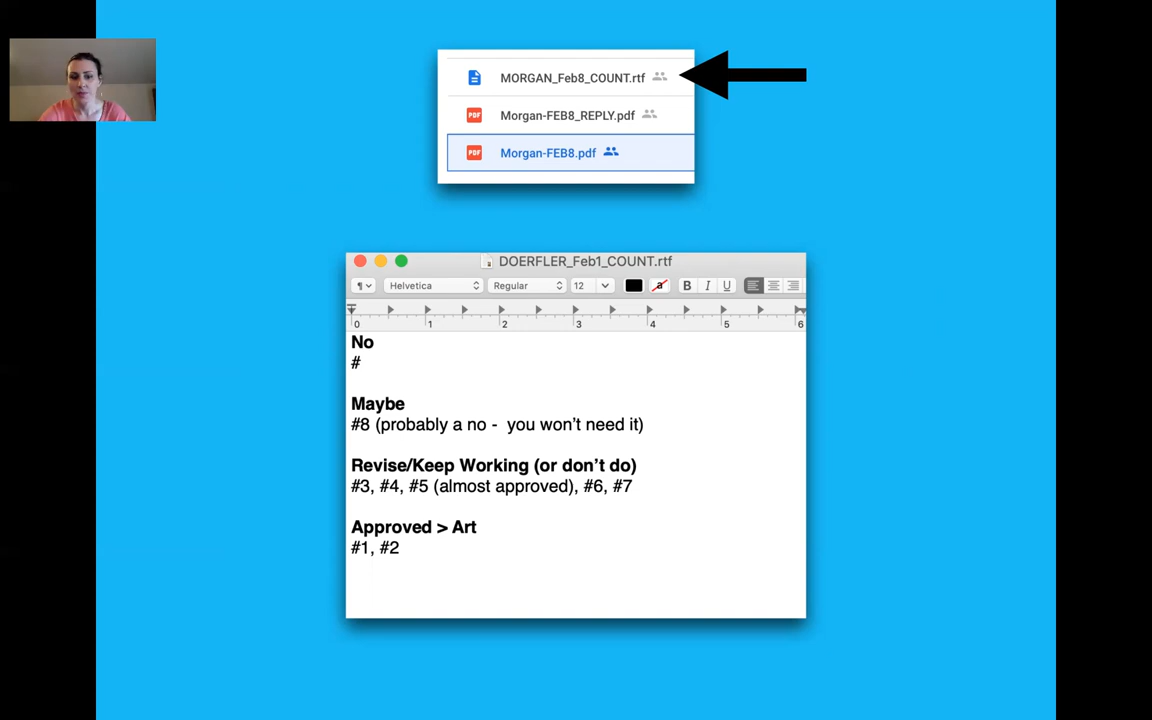 MORGAN_Feb8_COUNT.rtf
PDF Morgan-FEB8_REPLY.pdf
PDF Morgan-FEB8.pdf
DOERFLER_Feb1_COUNT.rtf
¶ Helvetica Regular 12 a B I U
0 1 2 3 4 5 6
No
#
Maybe
#8 (probably a no -  you won’t need it)
Revise/Keep Working (or don’t do)
#3, #4, #5 (almost approved), #6, #7
Approved > Art
#1, #2